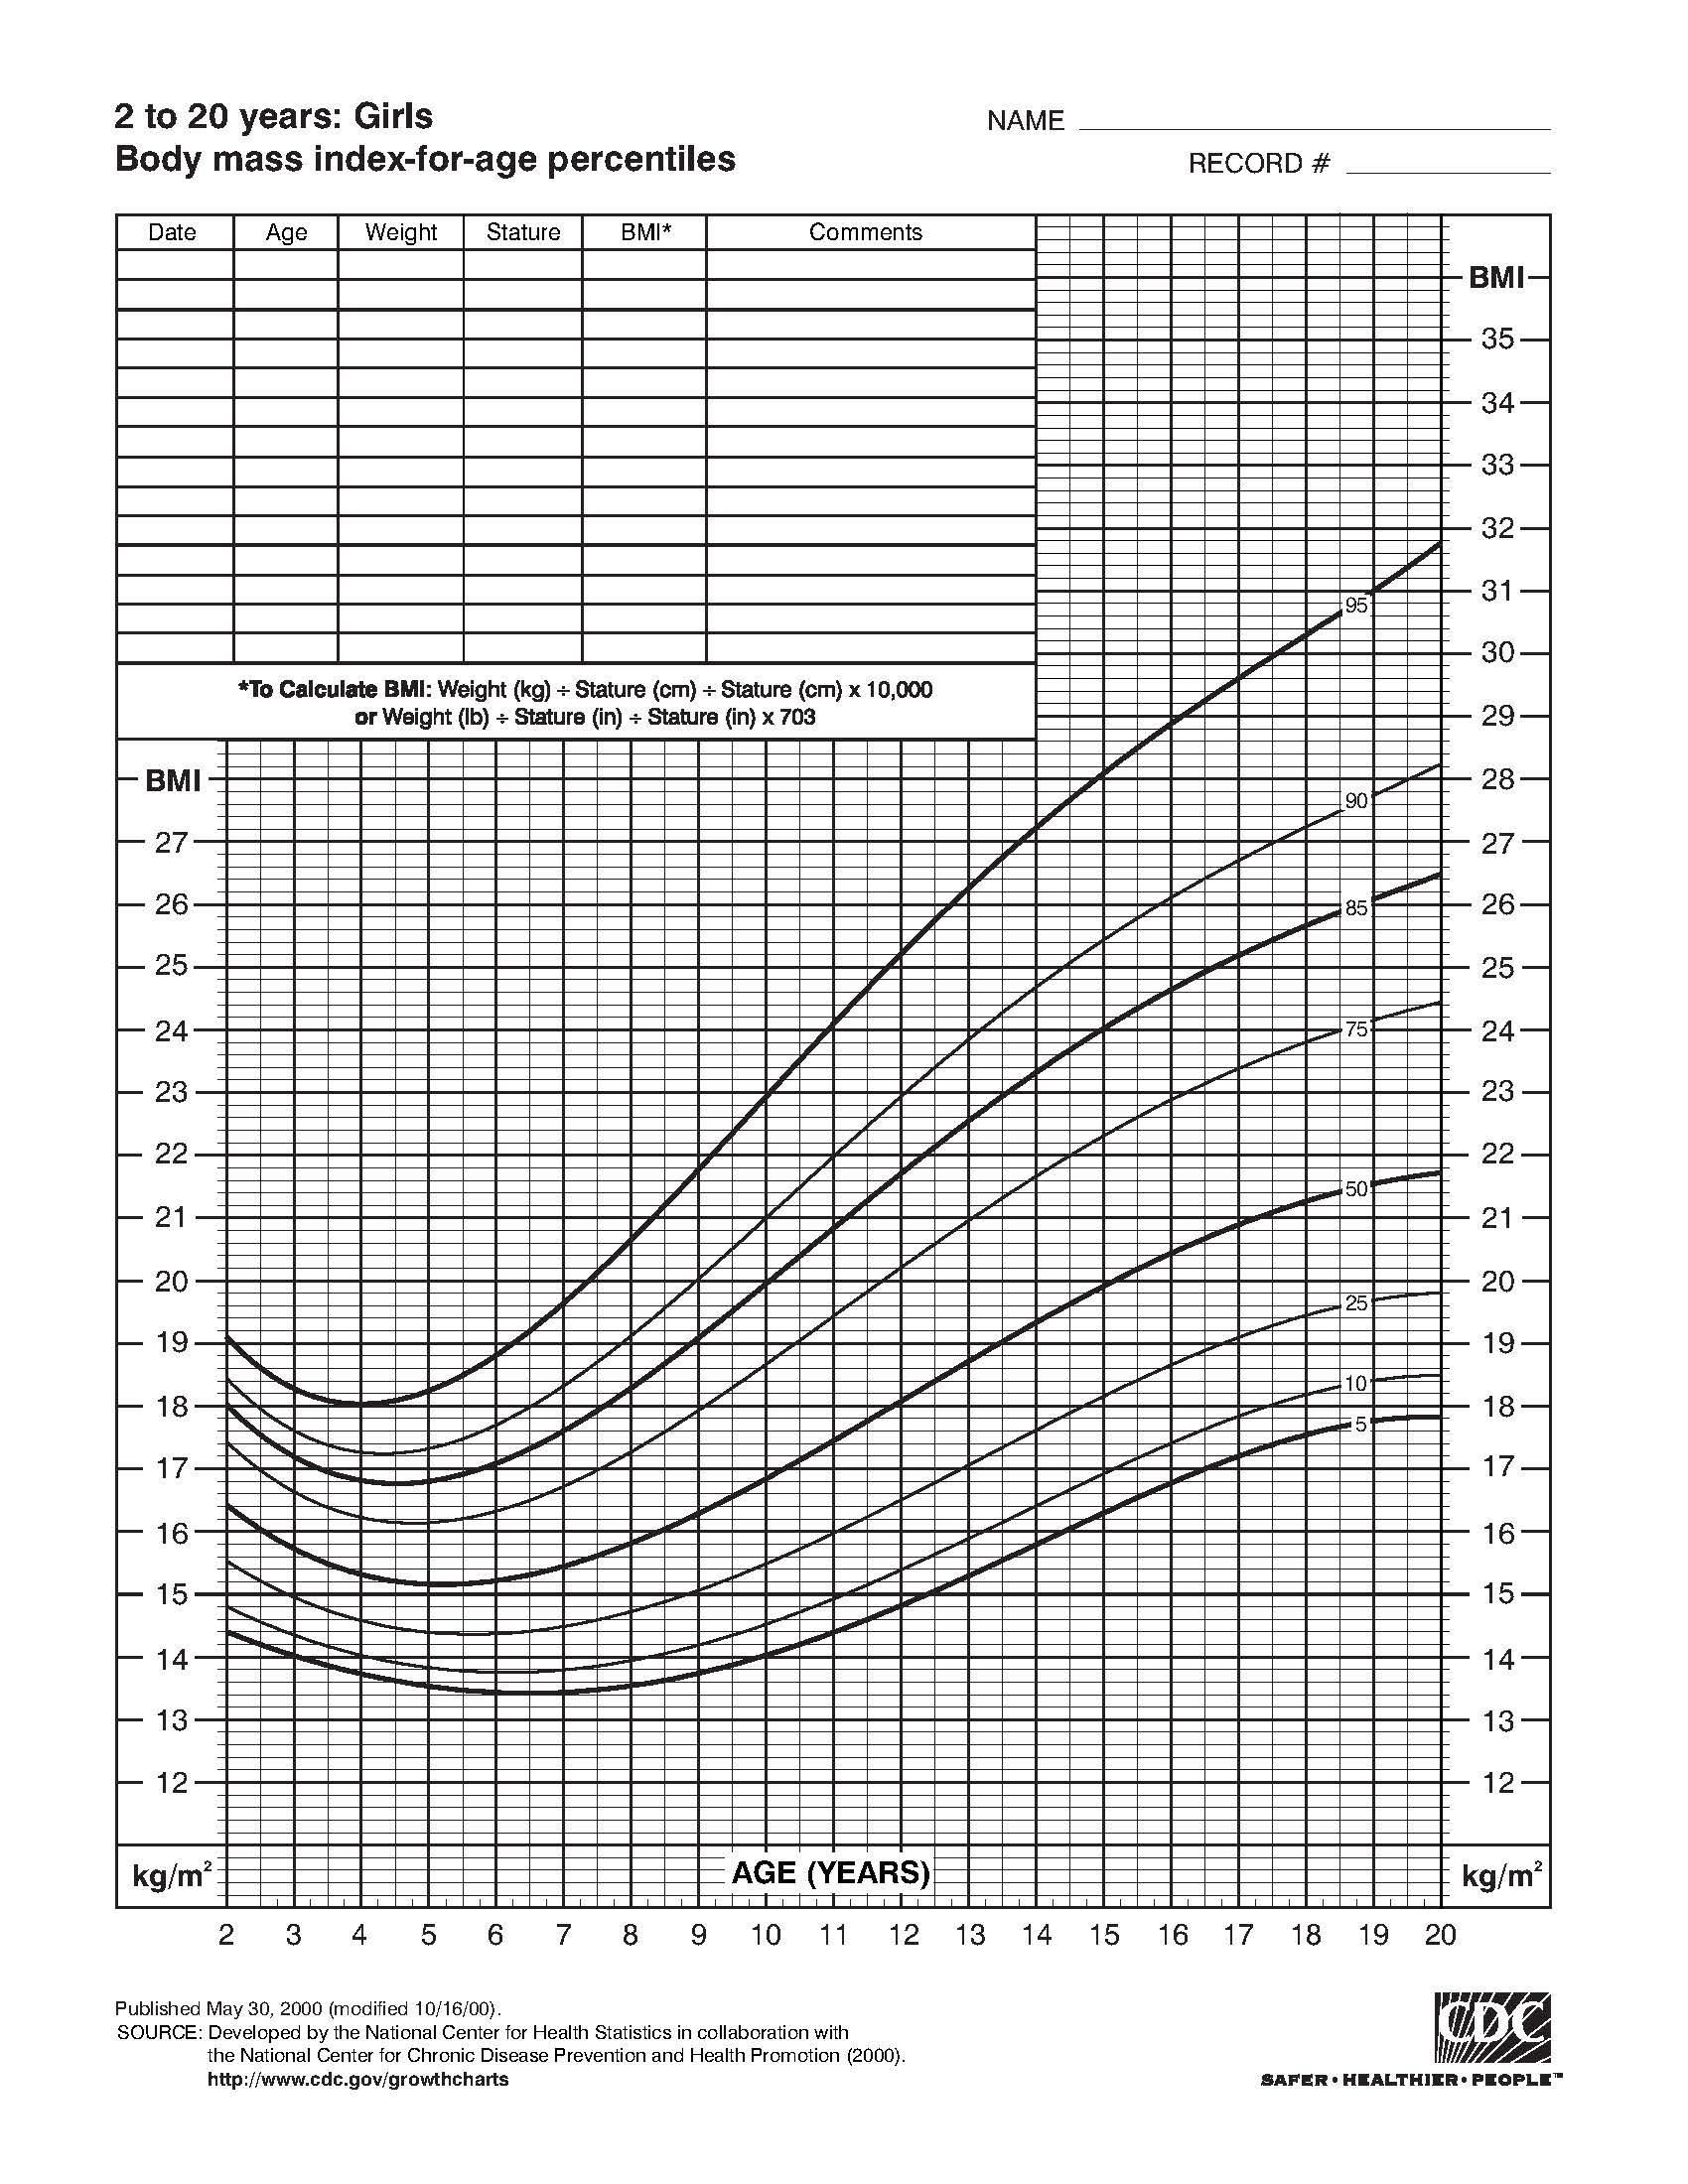 2 to 20 years: Girls
Body mass index-for-age percentiles
NAME
RECORD #
Date Age Weight Stature BMI* Comments
*To Calculate BMI: Weight (kg) ÷ Stature (cm) ÷ Stature (cm) x 10,000
or Weight (lb) ÷ Stature (in) ÷ Stature (in) x 703
BMI
35
34
33
32
31
30
29
28
27
26
25
24
23
22
21
20
19
18
17
16
15
14
13
12
kg/m²
95
90
85
75
50
25
10
5
BMI
27
26
25
24
23
22
21
20
19
18
17
16
15
14
13
12
kg/m²
AGE (YEARS)
2 3 4 5 6 7 8 9 10 11 12 13 14 15 16 17 18 19 20
Published May 30, 2000 (modified 10/16/00).
SOURCE: Developed by the National Center for Health Statistics in collaboration with
the National Center for Chronic Disease Prevention and Health Promotion (2000).
http://www.cdc.gov/growthcharts
CDC
SAFER • HEALTHIER • PEOPLE™